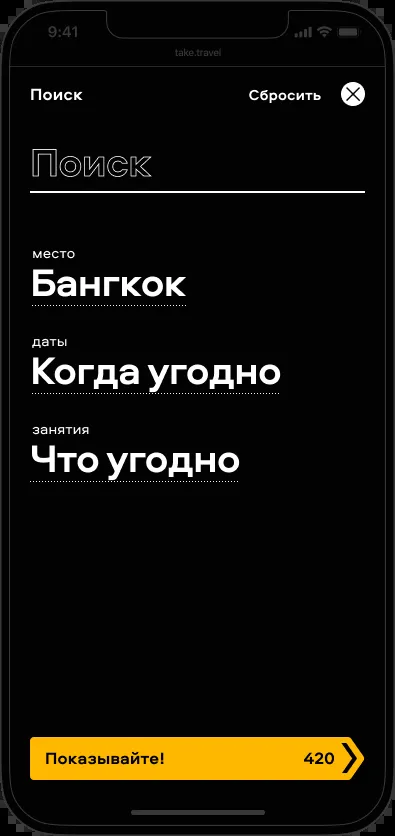 9:41
take.travel
Поиск Сбросить
Поиск
место
Бангкок
даты
Когда угодно
занятия
Что угодно
Показывайте! 420